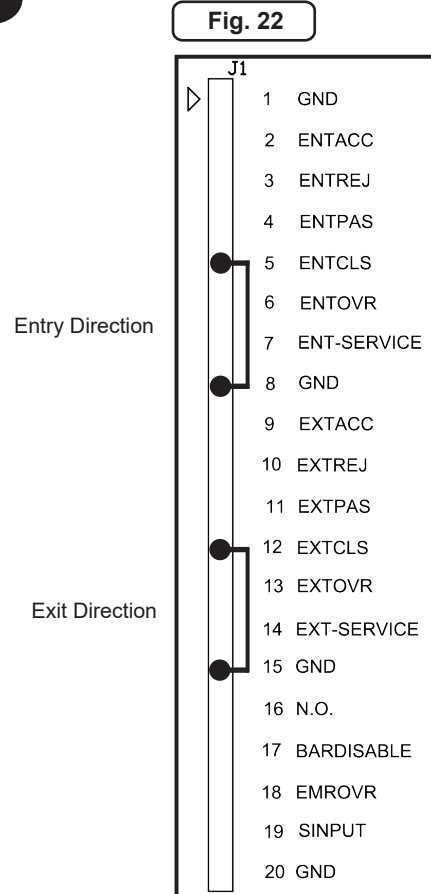 Fig. 22
J1
1 GND
2 ENTACC
3 ENTREJ
4 ENTPAS
5 ENTCLS
6 ENTOVR
Entry Direction
7 ENT-SERVICE
8 GND
9 EXTACC
10 EXTREJ
11 EXTPAS
12 EXTCLS
13 EXTOVR
Exit Direction
14 EXT-SERVICE
15 GND
16 N.O.
17 BARDISABLE
18 EMROVR
19 SINPUT
20 GND